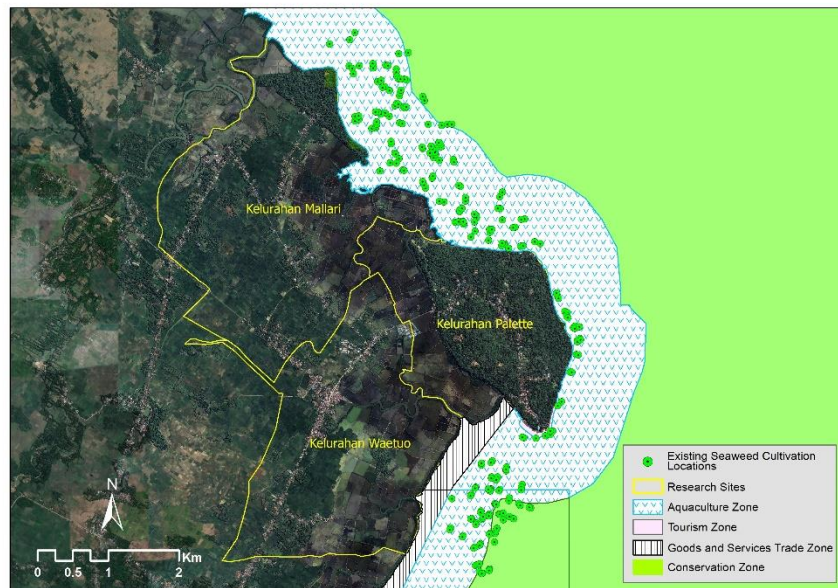 Kelurahan Mallari
Kelurahan Palette
Kelurahan Waetuo
N
Km
0 0.5 1 2
Existing Seaweed Cultivation
Locations
Research Sites
Aquaculture Zone
Tourism Zone
Goods and Services Trade Zone
Conservation Zone